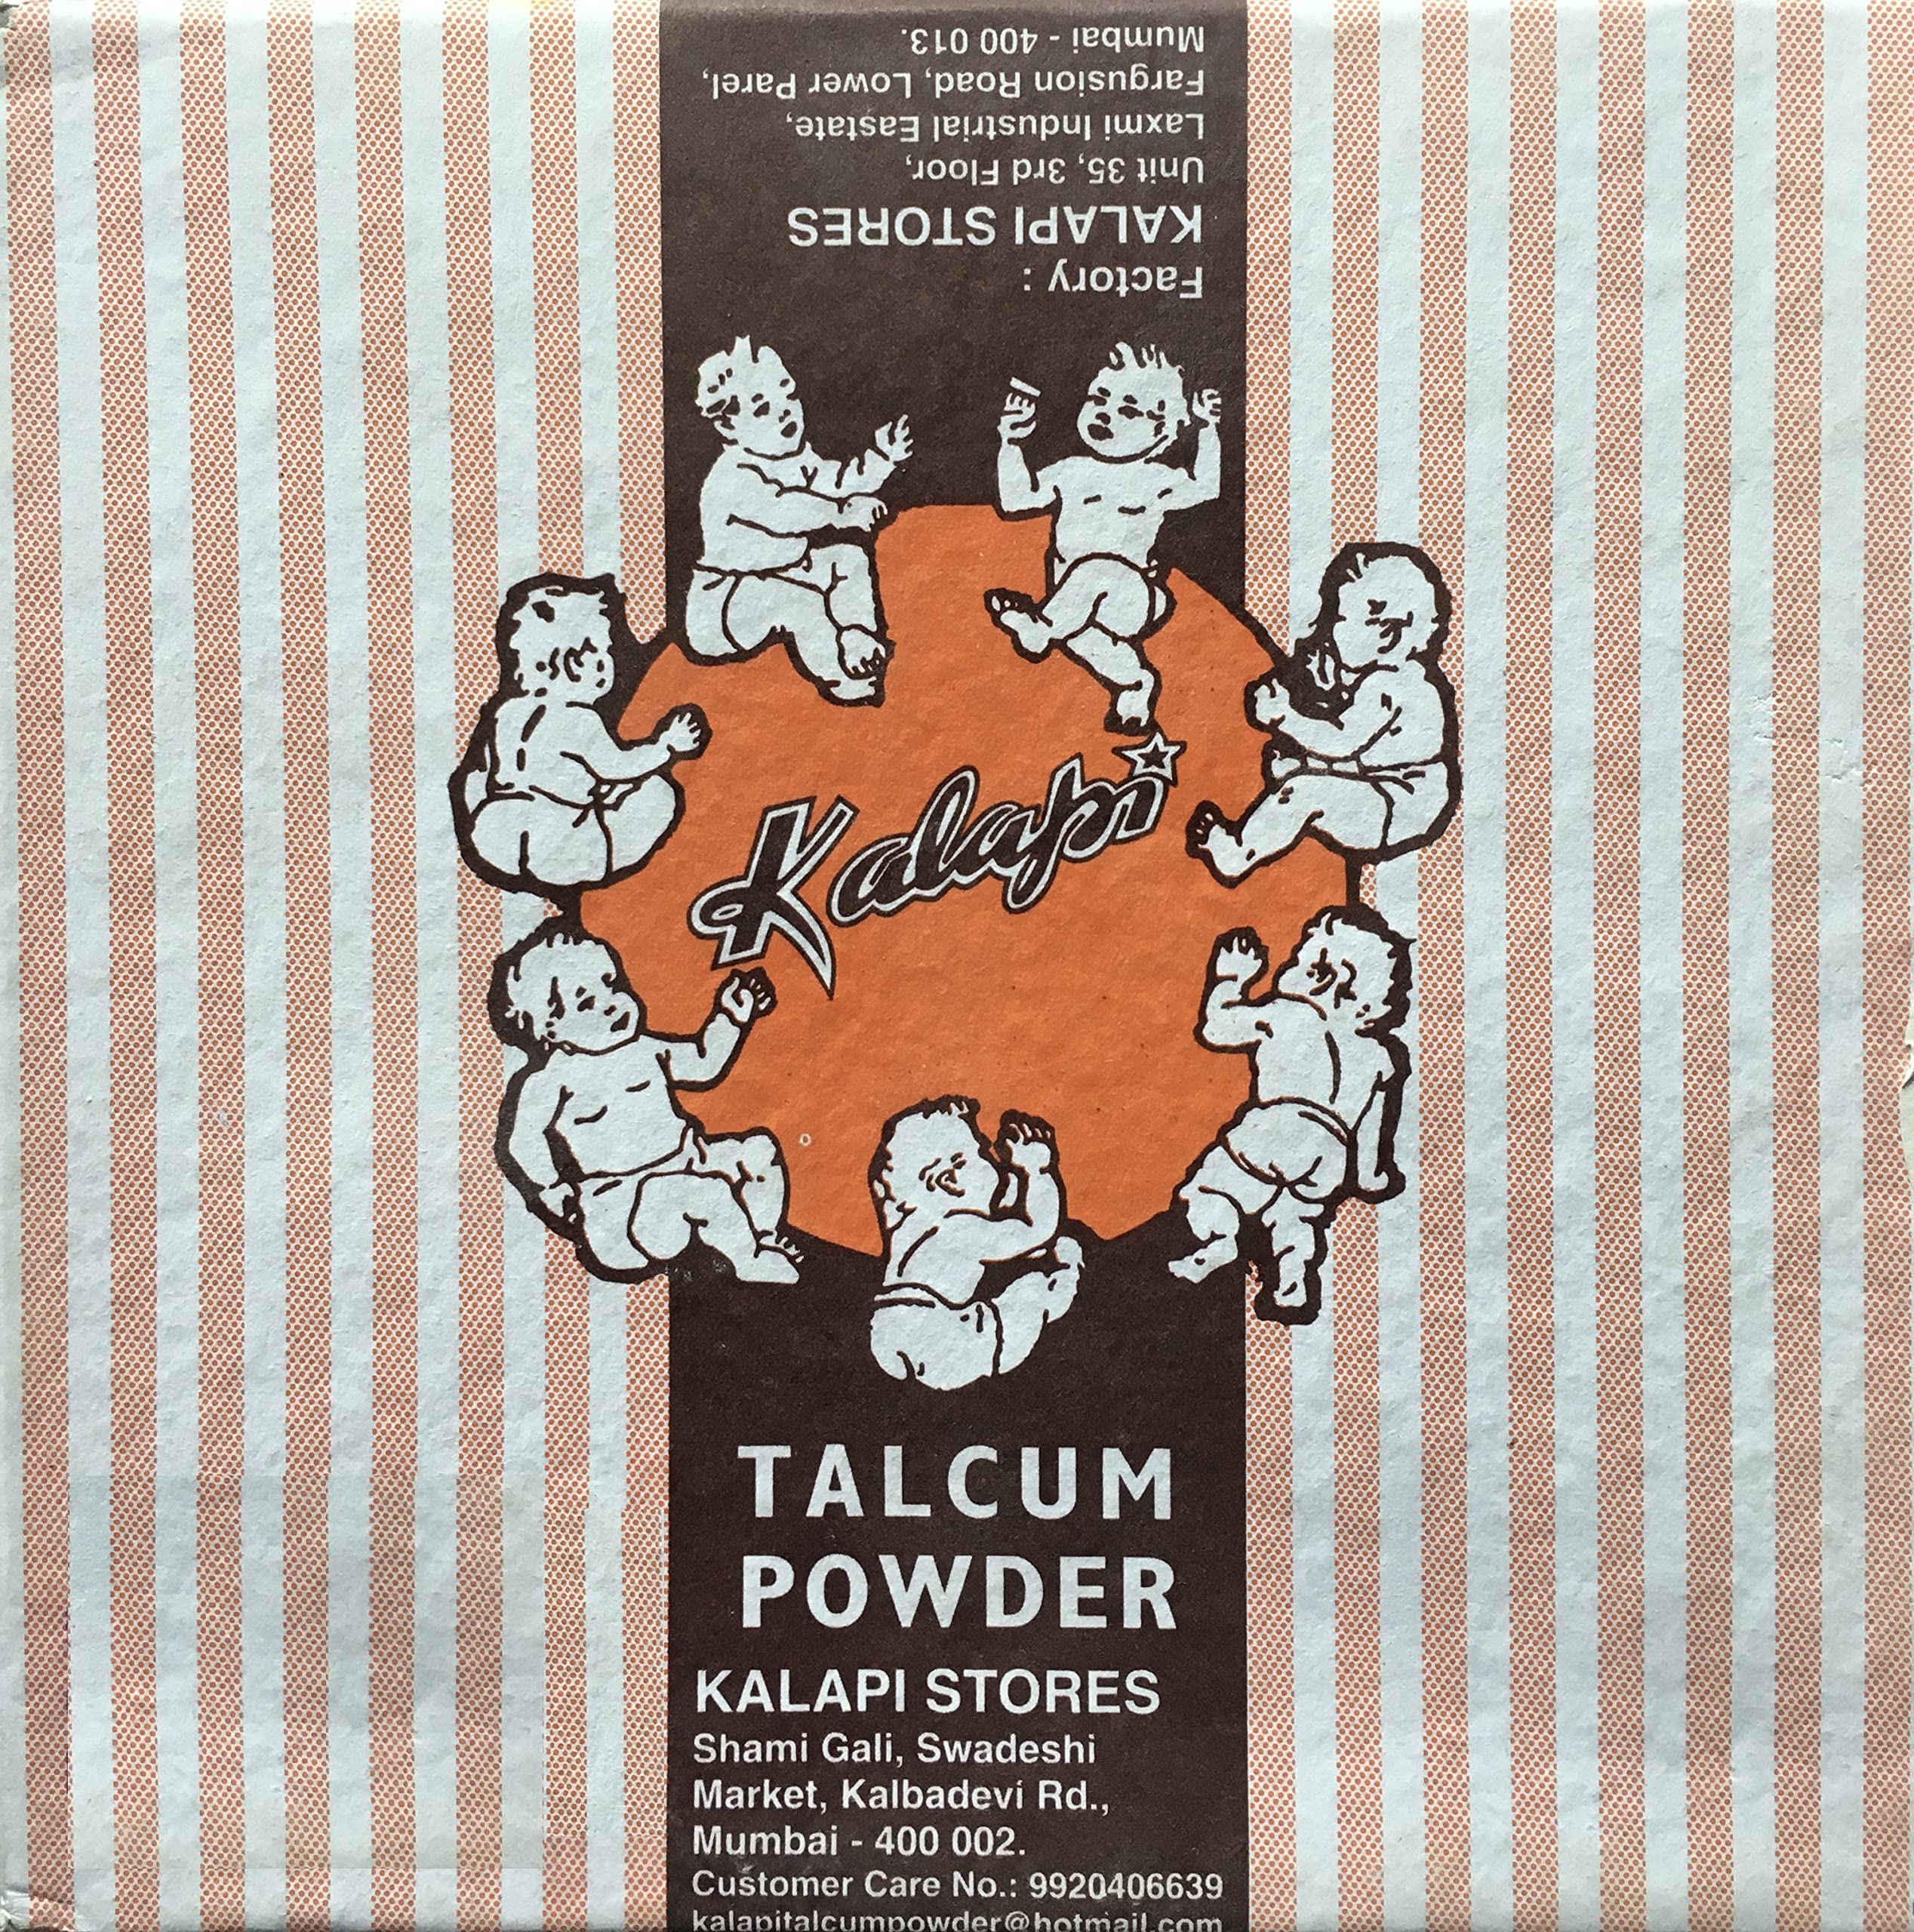 Factory :
KALAPI STORES
Unit 35, 3rd Floor,
Laxmi Industrial Eastate,
Fargusion Road, Lower Parel,
Mumbai - 400 013.
Kalapi
TALCUM
POWDER
KALAPI STORES
Shami Gali, Swadeshi
Market, Kalbadevi Rd.,
Mumbai - 400 002.
Customer Care No.: 9920406639
kalapitalcumpowder@hotmail.com